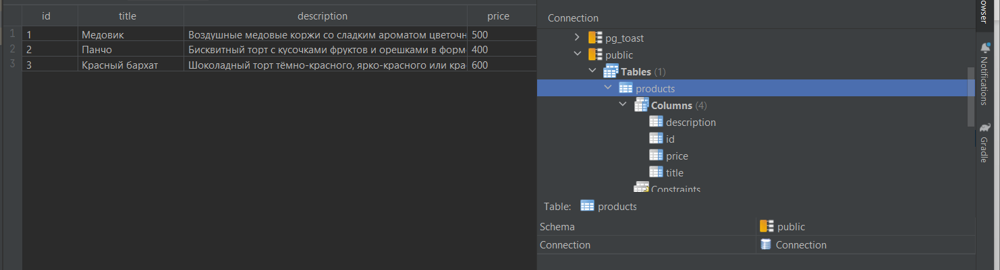 id title description price
1 1 Медовик Воздушные медовые коржи со сладким ароматом цветочн 500
2 2 Панчо Бисквитный торт с кусочками фруктов и орешками в форм 400
3 3 Красный бархат Шоколадный торт тёмно-красного, ярко-красного или кра 600
Connection
pg_toast
public
Tables (1)
products
Columns (4)
description
id
price
title
Constraints
Table: products
Schema public
Connection Connection
owser
Notifications
Gradle